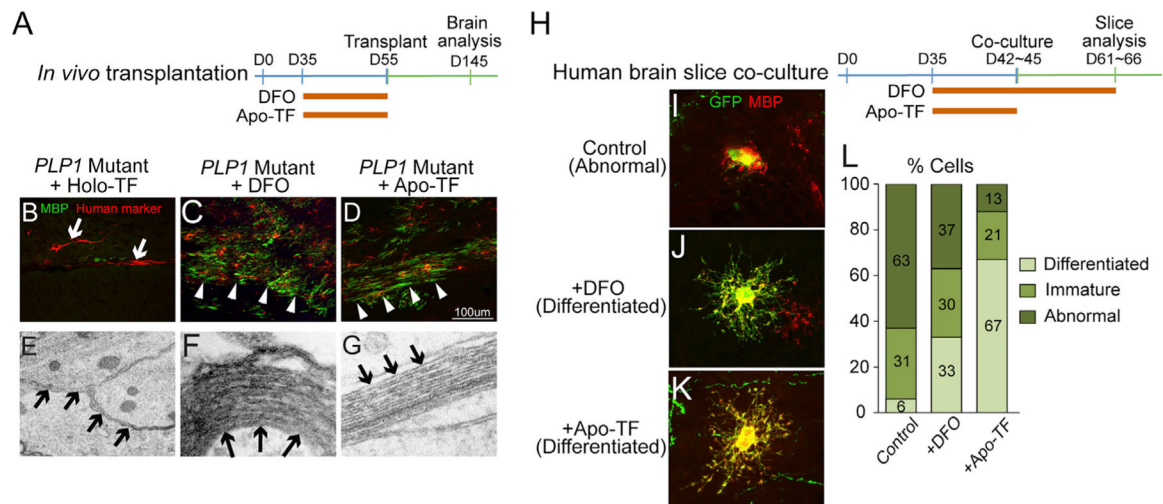 A
Brain
Transplant analysis
In vivo transplantation D0 D35 D55 D145
DFO
Apo-TF
PLP1 Mutant + Holo-TF
PLP1 Mutant + DFO
PLP1 Mutant + Apo-TF
B MBP Human marker
C
D
100um
E
F
G
H
Slice
Co-culture analysis
D0 D35 D42~45 D61~66
Human brain slice co-culture
DFO
Apo-TF
I GFP MBP
Control
(Abnormal)
J
+DFO
(Differentiated)
K
+Apo-TF
(Differentiated)
L
% Cells
100
80
60
40
20
0
63
31
6
37
30
33
13
21
67
Differentiated
Immature
Abnormal
Control
+DFO
+Apo-TF